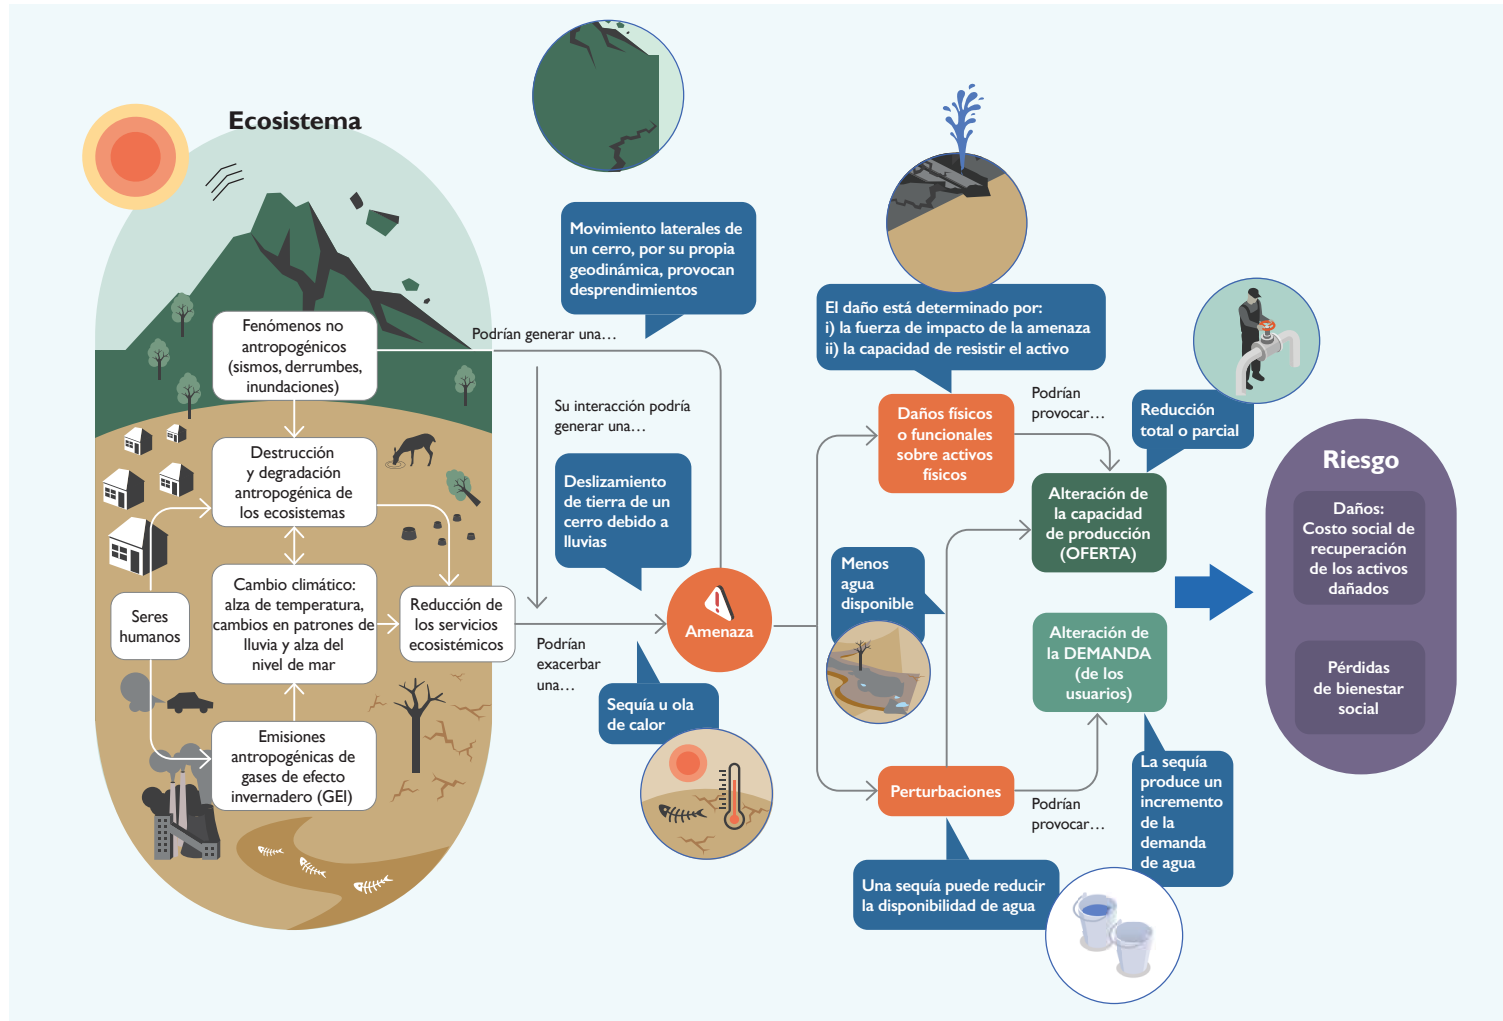 Ecosistema
Fenómenos no
antropogénicos
(sismos, derrumbes,
inundaciones)
Destrucción
y degradación
antropogénica de
los ecosistemas
Cambio climático:
alza de temperatura,
cambios en patrones de
lluvia y alza del
nivel de mar
Seres
humanos
Emisiones
antropogénicas de
gases de efecto
invernadero (GEI)
Reducción de
los servicios
ecosistémicos
Movimiento laterales de
un cerro, por su propia
geodinámica, provocan
desprendimientos
Podrían generar una...
Su interacción podría
generar una...
Deslizamiento
de tierra de un
cerro debido a
lluvias
Podrían
exacerbar
una...
Sequía u ola
de calor
Amenaza
El daño está determinado por:
i) la fuerza de impacto de la amenaza
ii) la capacidad de resistir el activo
Daños físicos
o funcionales
sobre activos
físicos
Podrían
provocar...
Reducción
total o parcial
Alteración de
la capacidad
de producción
(OFERTA)
Menos
agua
disponible
Alteración de
la DEMANDA
(de los
usuarios)
Perturbaciones
Podrían
provocar...
La sequía
produce un
incremento
de la
demanda
de agua
Una sequía puede reducir
la disponibilidad de agua
Riesgo
Daños:
Costo social de
recuperación
de los activos
dañados
Pérdidas
de bienestar
social